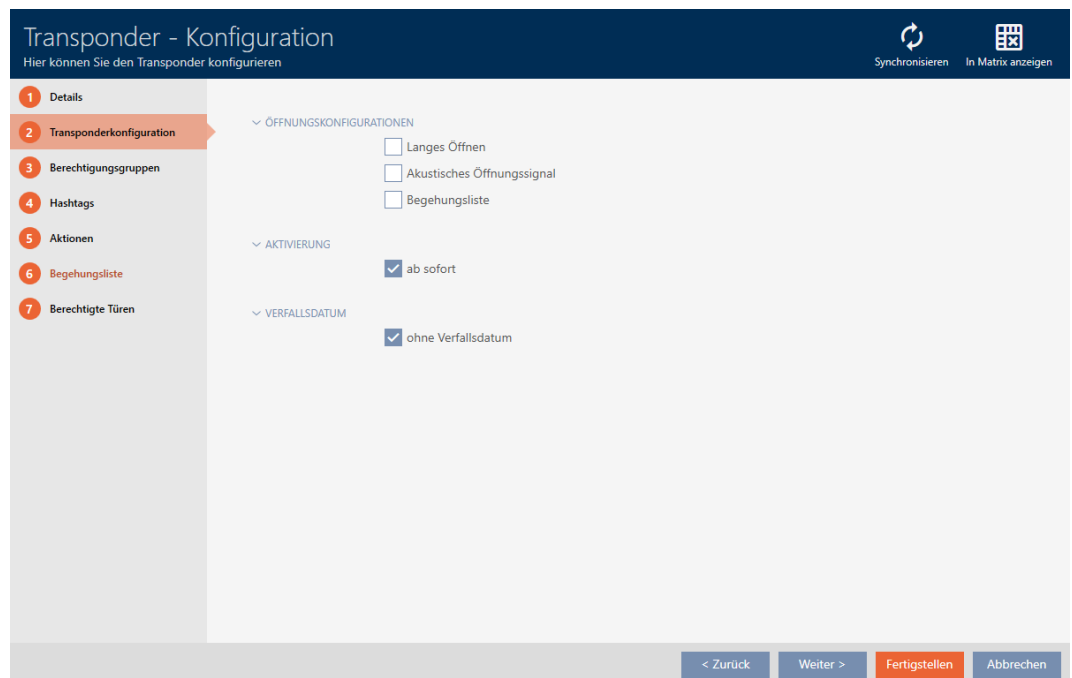 Transponder - Konfiguration
Hier können Sie den Transponder konfigurieren
Synchronisieren
In Matrix anzeigen
1 Details
2 Transponderkonfiguration
3 Berechtigungsgruppen
4 Hashtags
5 Aktionen
6 Begehungsliste
7 Berechtigte Türen
ÖFFNUNGSKONFIGURATIONEN
Langes Öffnen
Akustisches Öffnungssignal
Begehungsliste
AKTIVIERUNG
ab sofort
VERFALLSDATUM
ohne Verfallsdatum
< Zurück
Weiter >
Fertigstellen
Abbrechen